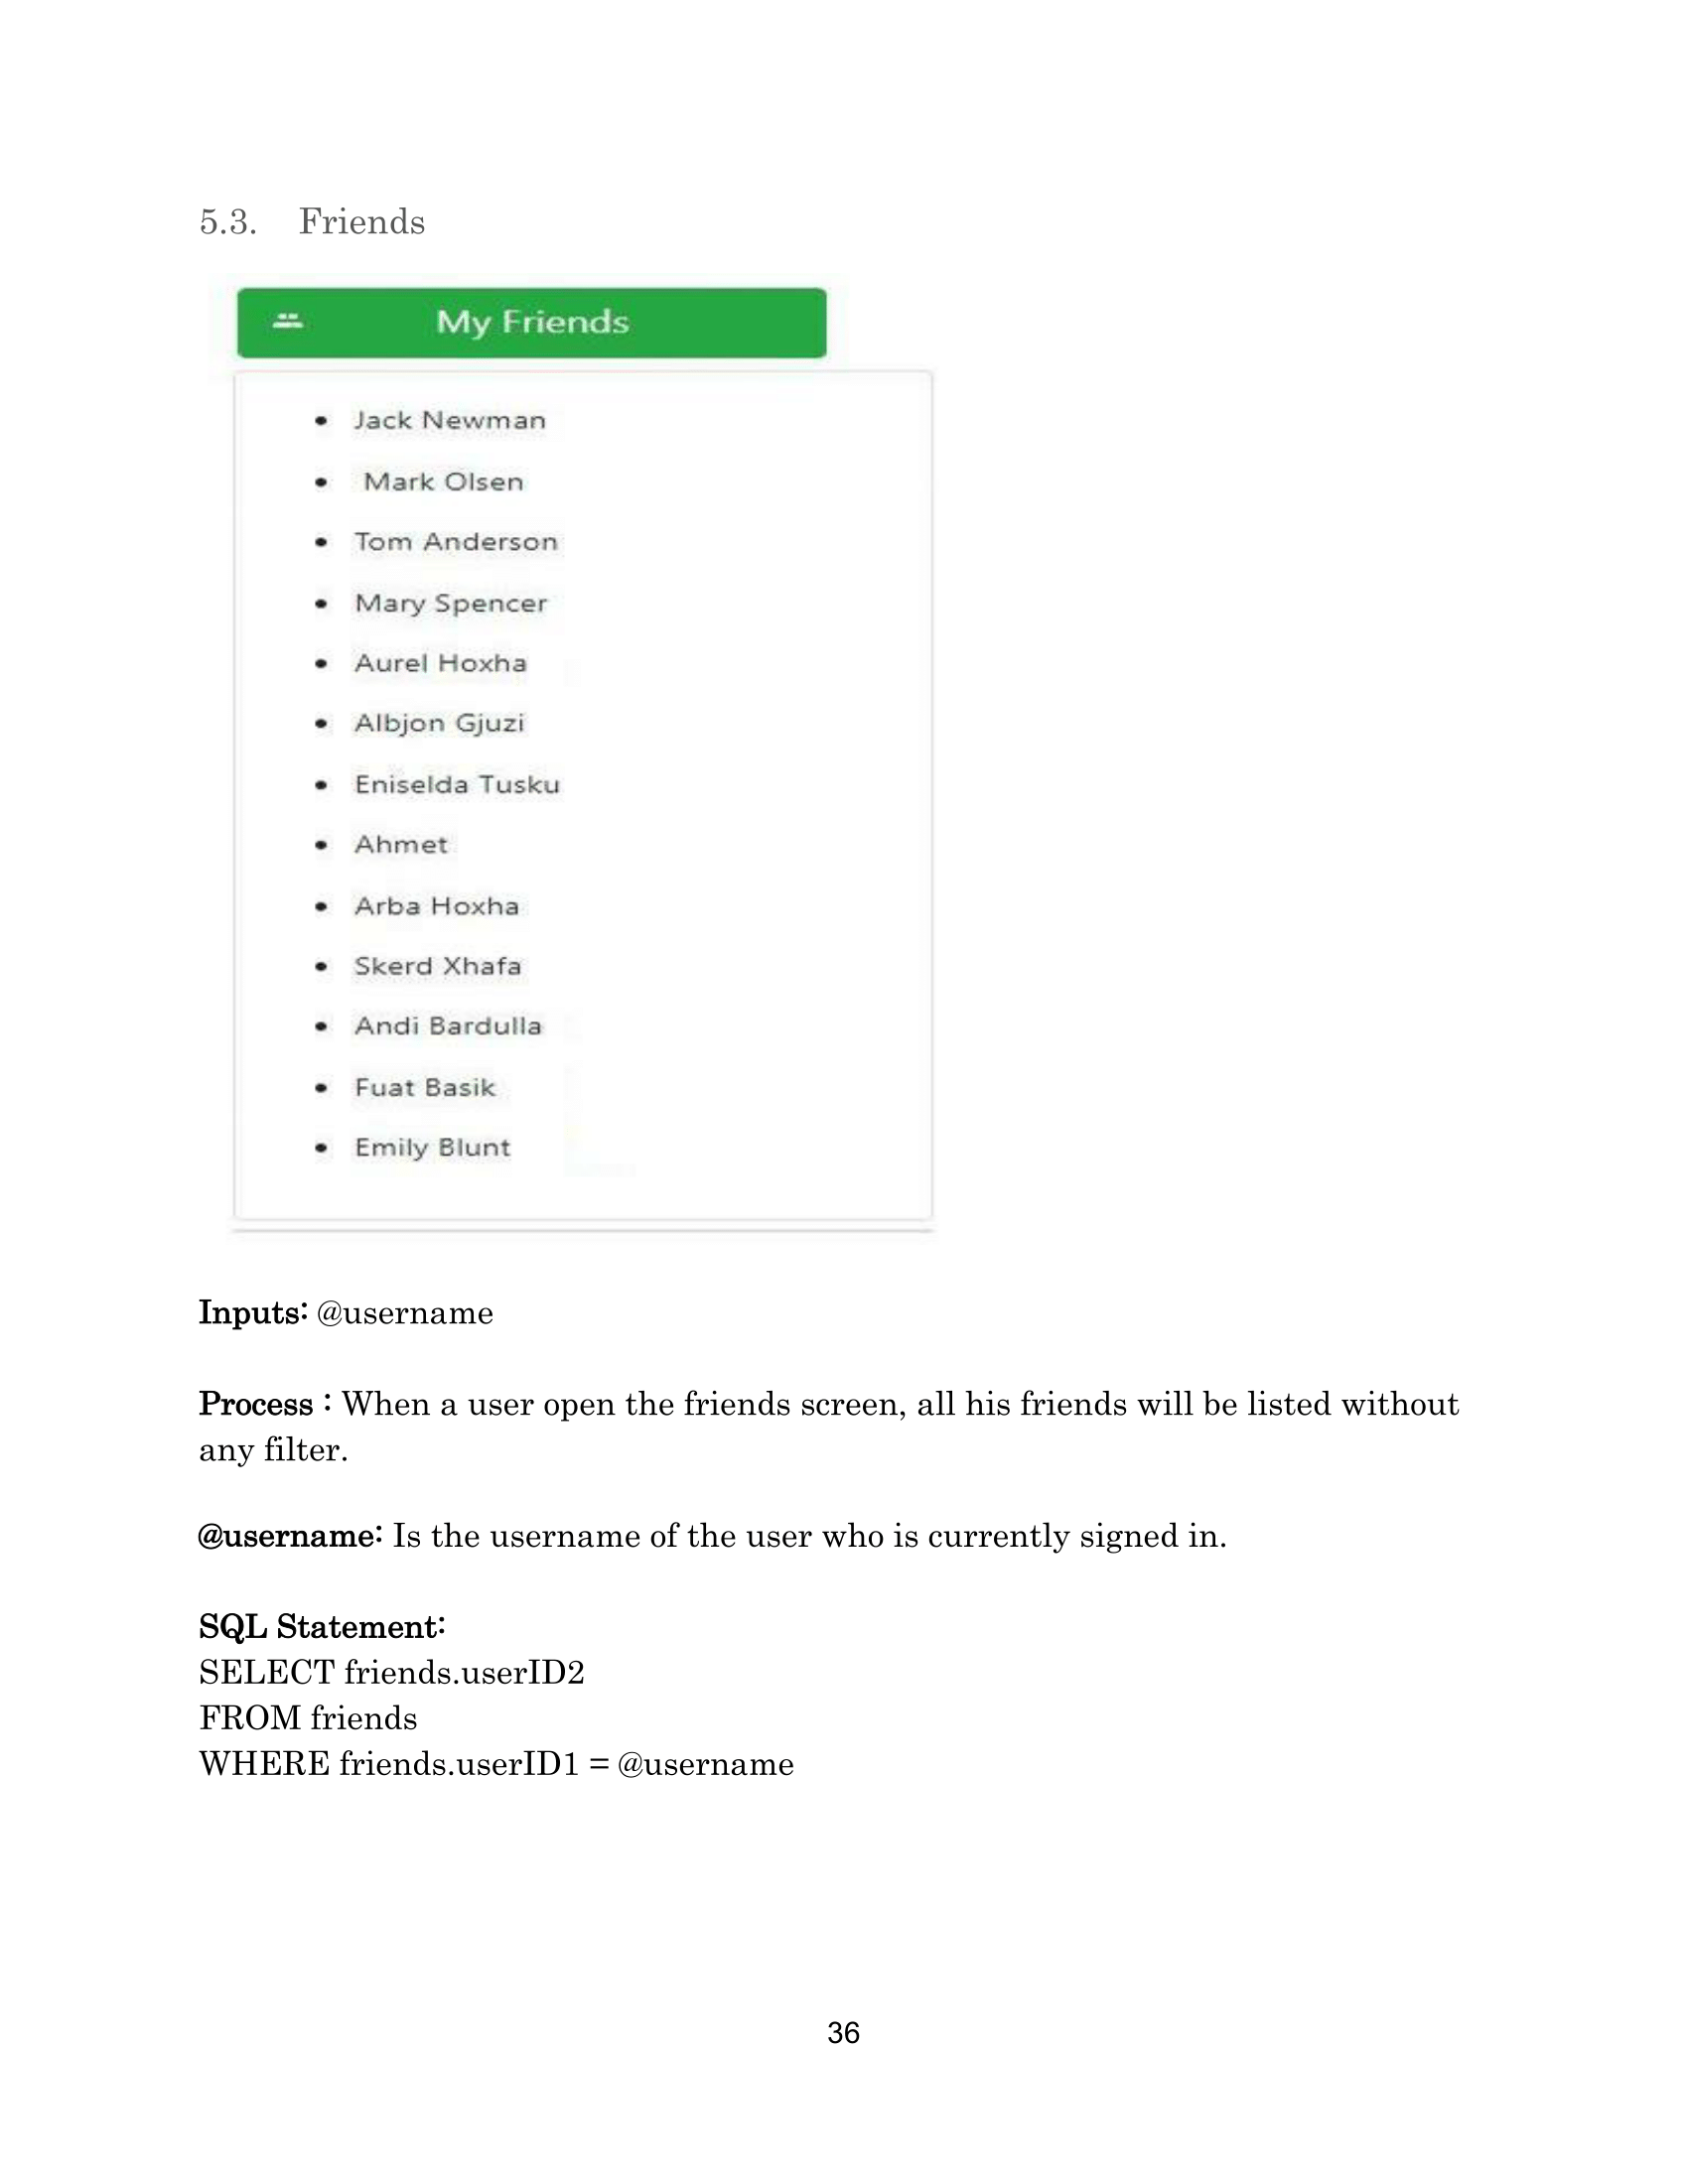 5.3. Friends
My Friends
• Jack Newman
• Mark Olsen
• Tom Anderson
• Mary Spencer
• Aurel Hoxha
• Albjon Gjuzi
• Eniselda Tusku
• Ahmet
• Arba Hoxha
• Skerd Xhafa
• Andi Bardulla
• Fuat Basik
• Emily Blunt
Inputs: @username
Process : When a user open the friends screen, all his friends will be listed without
any filter.
@username: Is the username of the user who is currently signed in.
SQL Statement:
SELECT friends.userID2
FROM friends
WHERE friends.userID1 = @username
36